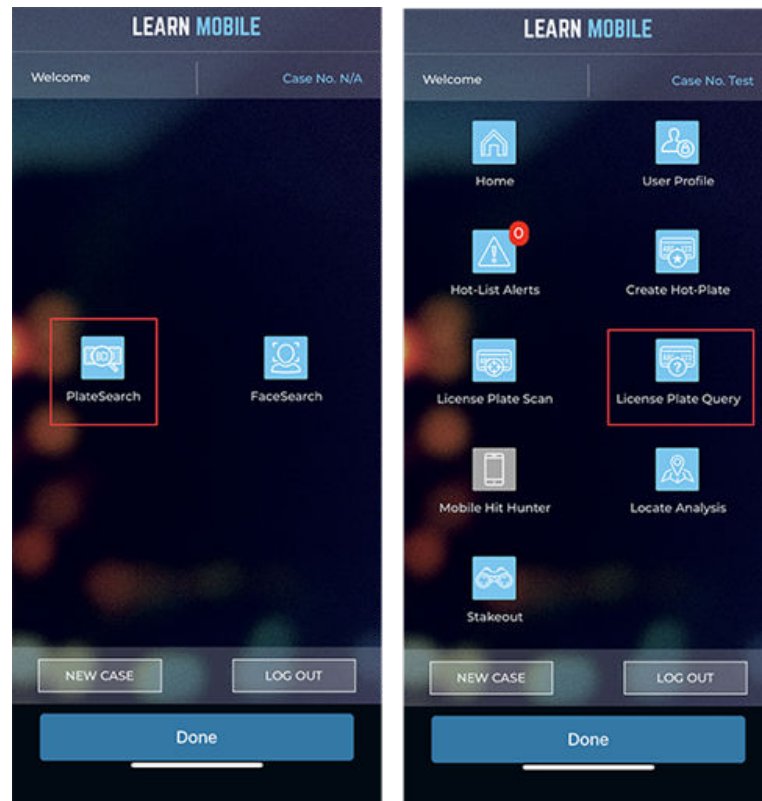 LEARN MOBILE
Welcome
Case No. N/A
PlateSearch
FaceSearch
NEW CASE
LOG OUT
Done
LEARN MOBILE
Welcome
Case No. Test
Home
User Profile
0
Hot-List Alerts
Create Hot-Plate
License Plate Scan
License Plate Query
Mobile Hit Hunter
Locate Analysis
Stakeout
NEW CASE
LOG OUT
Done